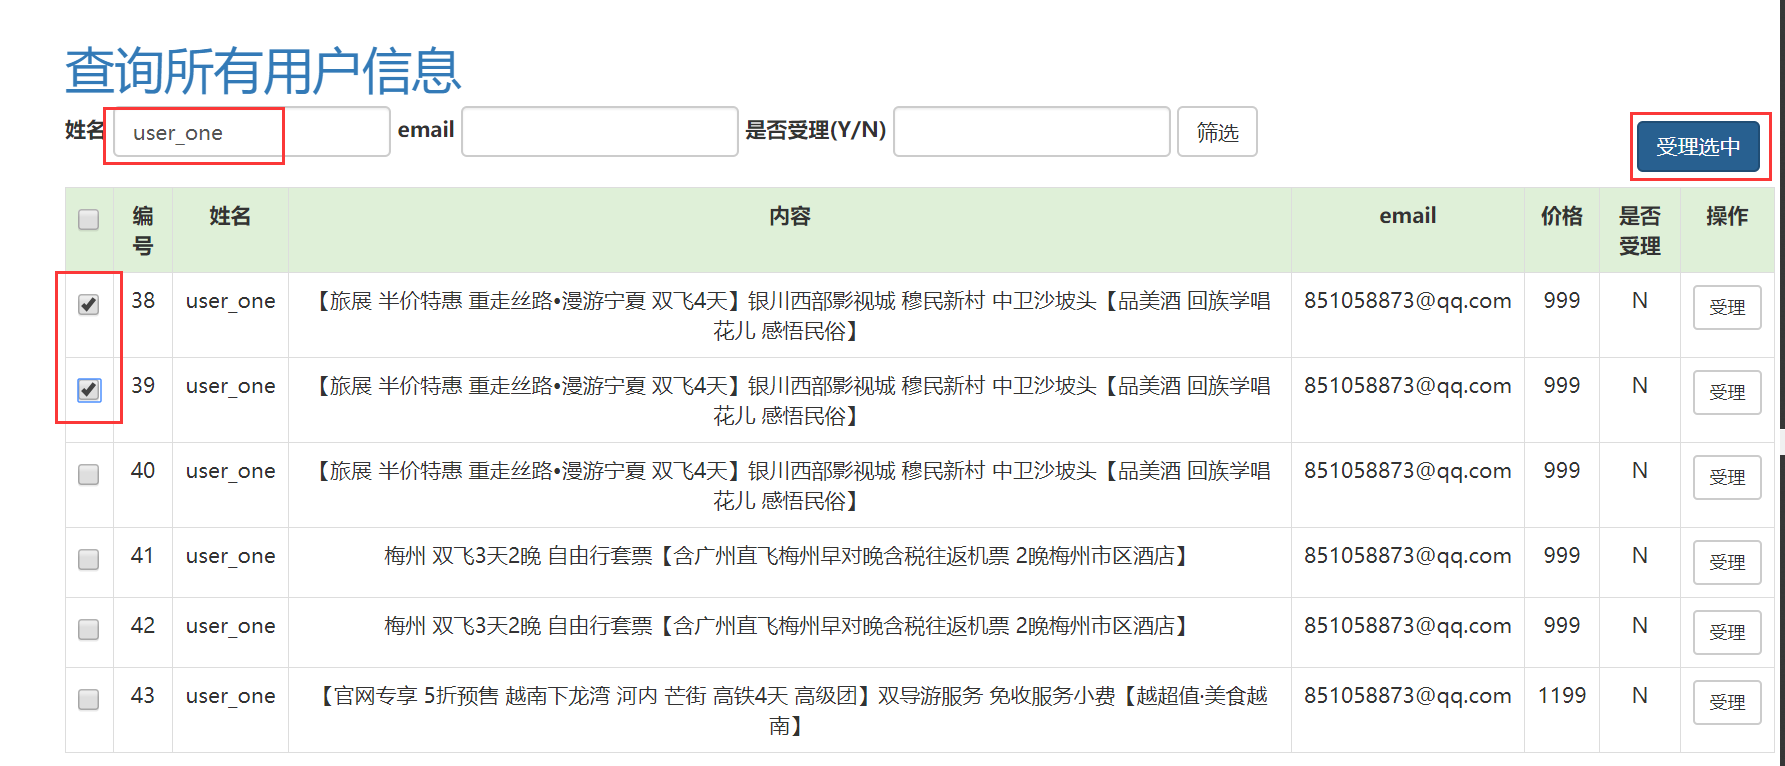 查询所有用户信息
姓名 user_one email 是否受理(Y/N) 筛选
受理选中
编号 姓名 内容 email 价格 是否受理 操作
38 user_one 【旅展 半价特惠 重走丝路•漫游宁夏 双飞4天】银川西部影视城 穆民新村 中卫沙坡头【品美酒 回族学唱 851058873@qq.com 999 N 受理
花儿 感悟民俗】
39 user_one 【旅展 半价特惠 重走丝路•漫游宁夏 双飞4天】银川西部影视城 穆民新村 中卫沙坡头【品美酒 回族学唱 851058873@qq.com 999 N 受理
花儿 感悟民俗】
40 user_one 【旅展 半价特惠 重走丝路•漫游宁夏 双飞4天】银川西部影视城 穆民新村 中卫沙坡头【品美酒 回族学唱 851058873@qq.com 999 N 受理
花儿 感悟民俗】
41 user_one 梅州 双飞3天2晚 自由行套票【含广州直飞梅州早对晚含税往返机票 2晚梅州市区酒店】 851058873@qq.com 999 N 受理
42 user_one 梅州 双飞3天2晚 自由行套票【含广州直飞梅州早对晚含税往返机票 2晚梅州市区酒店】 851058873@qq.com 999 N 受理
43 user_one 【官网专享 5折预售 越南下龙湾 河内 芒街 高铁4天 高级团】双导游服务 免收服务小费【越超值·美食越 851058873@qq.com 1199 N 受理
南】